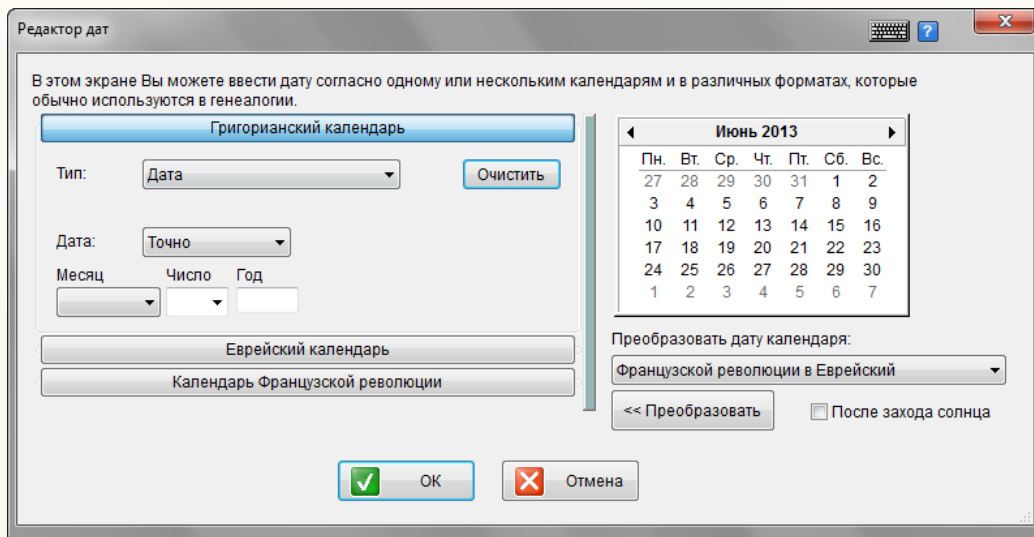 Редактор дат
?
X
В этом экране Вы можете ввести дату согласно одному или нескольким календарям и в различных форматах, которые
обычно используются в генеалогии.
Григорианский календарь
Тип:
Дата
Очистить
Дата:
Точно
Месяц Число Год
Еврейский календарь
Календарь Французской революции
Июнь 2013
Пн. Вт. Ср. Чт. Пт. Сб. Вс.
27 28 29 30 31 1 2
3 4 5 6 7 8 9
10 11 12 13 14 15 16
17 18 19 20 21 22 23
24 25 26 27 28 29 30
1 2 3 4 5 6 7
Преобразовать дату календаря:
Французской революции в Еврейский
<< Преобразовать
После захода солнца
ОК
Отмена